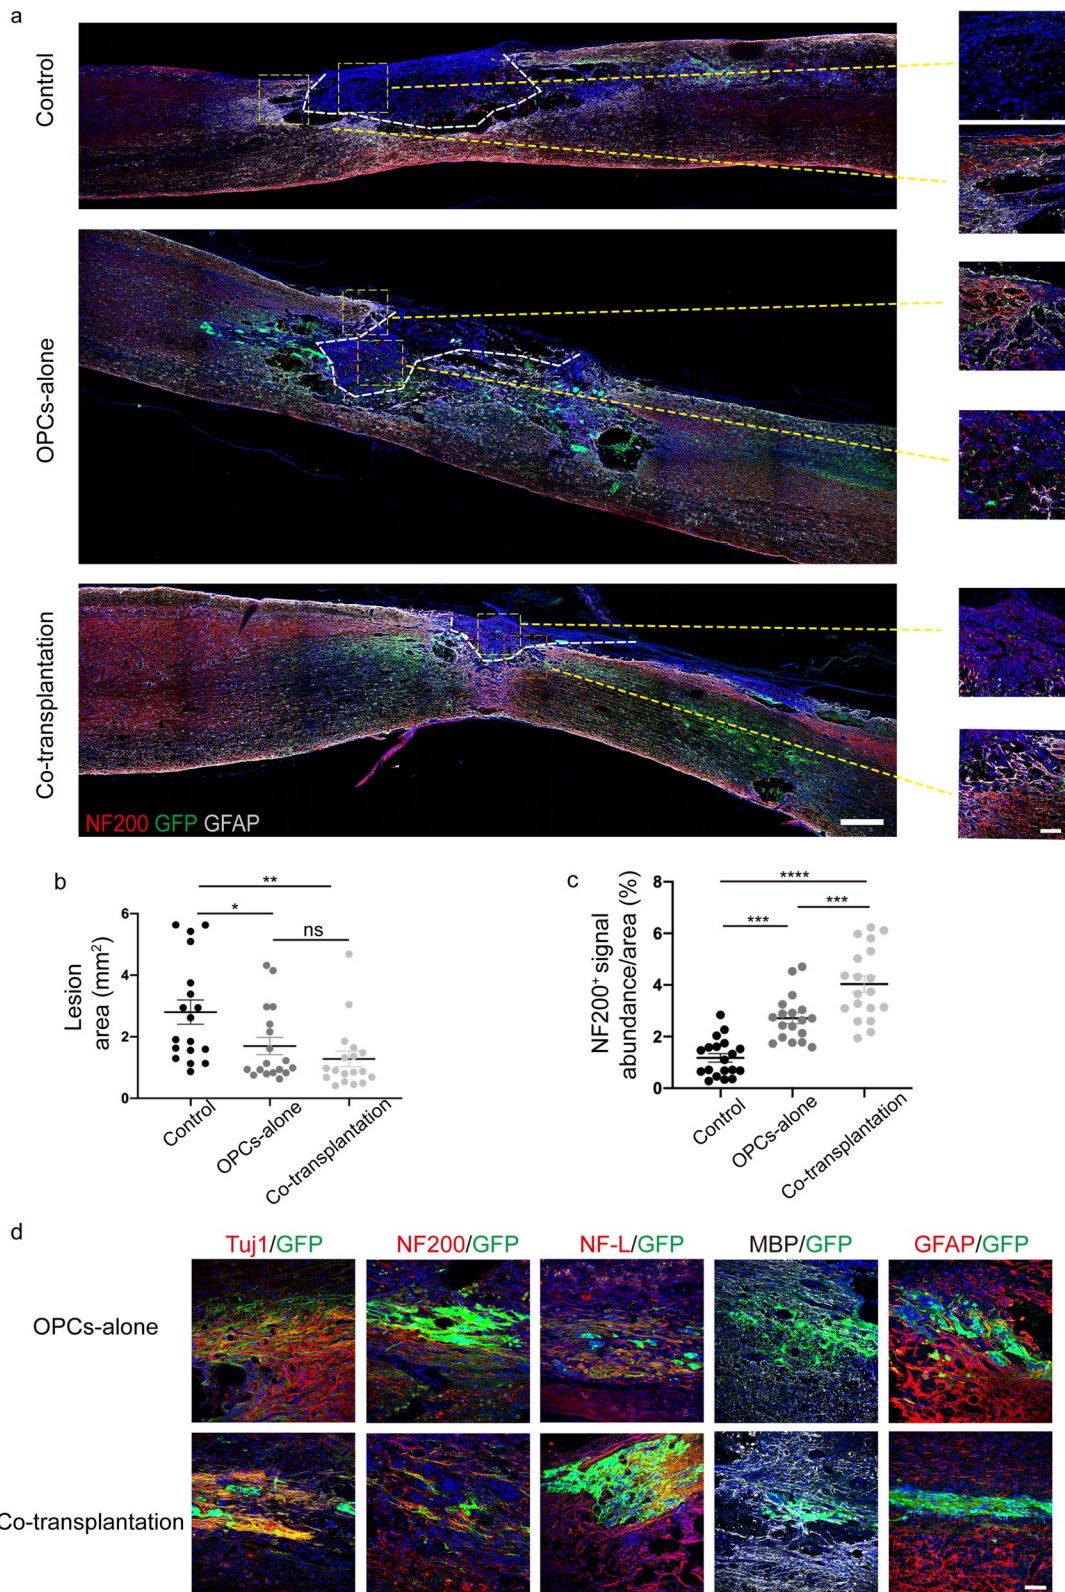 a
Control
OPCs-alone
Co-transplantation
NF200 GFP GFAP
b
Lesion
area (mm²)
6
4
2
0
**
*
ns
Control
OPCs-alone
Co-transplantation
c
NF200⁺ signal
abundance/area (%)
8
6
4
2
0
****
***
***
Control
OPCs-alone
Co-transplantation
d
Tuj1/GFP NF200/GFP NF-L/GFP MBP/GFP GFAP/GFP
OPCs-alone
Co-transplantation